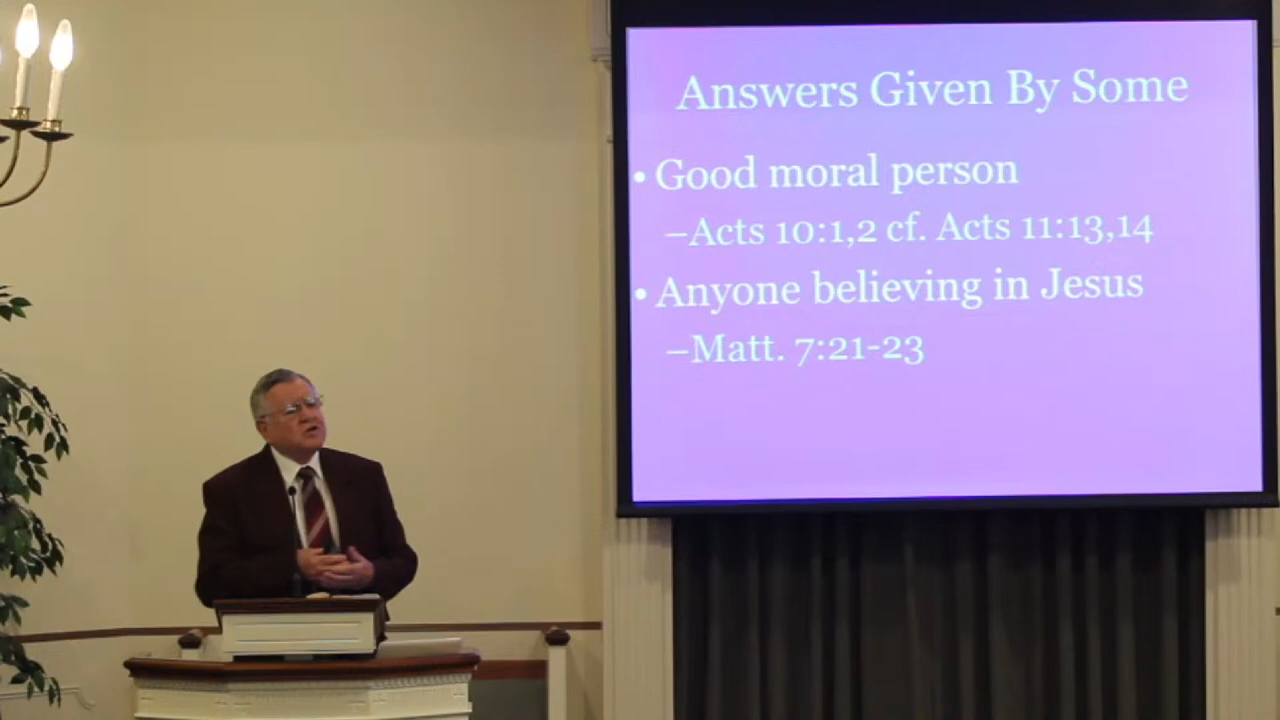 Answers Given By Some
• Good moral person
–Acts 10:1,2 cf. Acts 11:13,14
• Anyone believing in Jesus
–Matt. 7:21-23